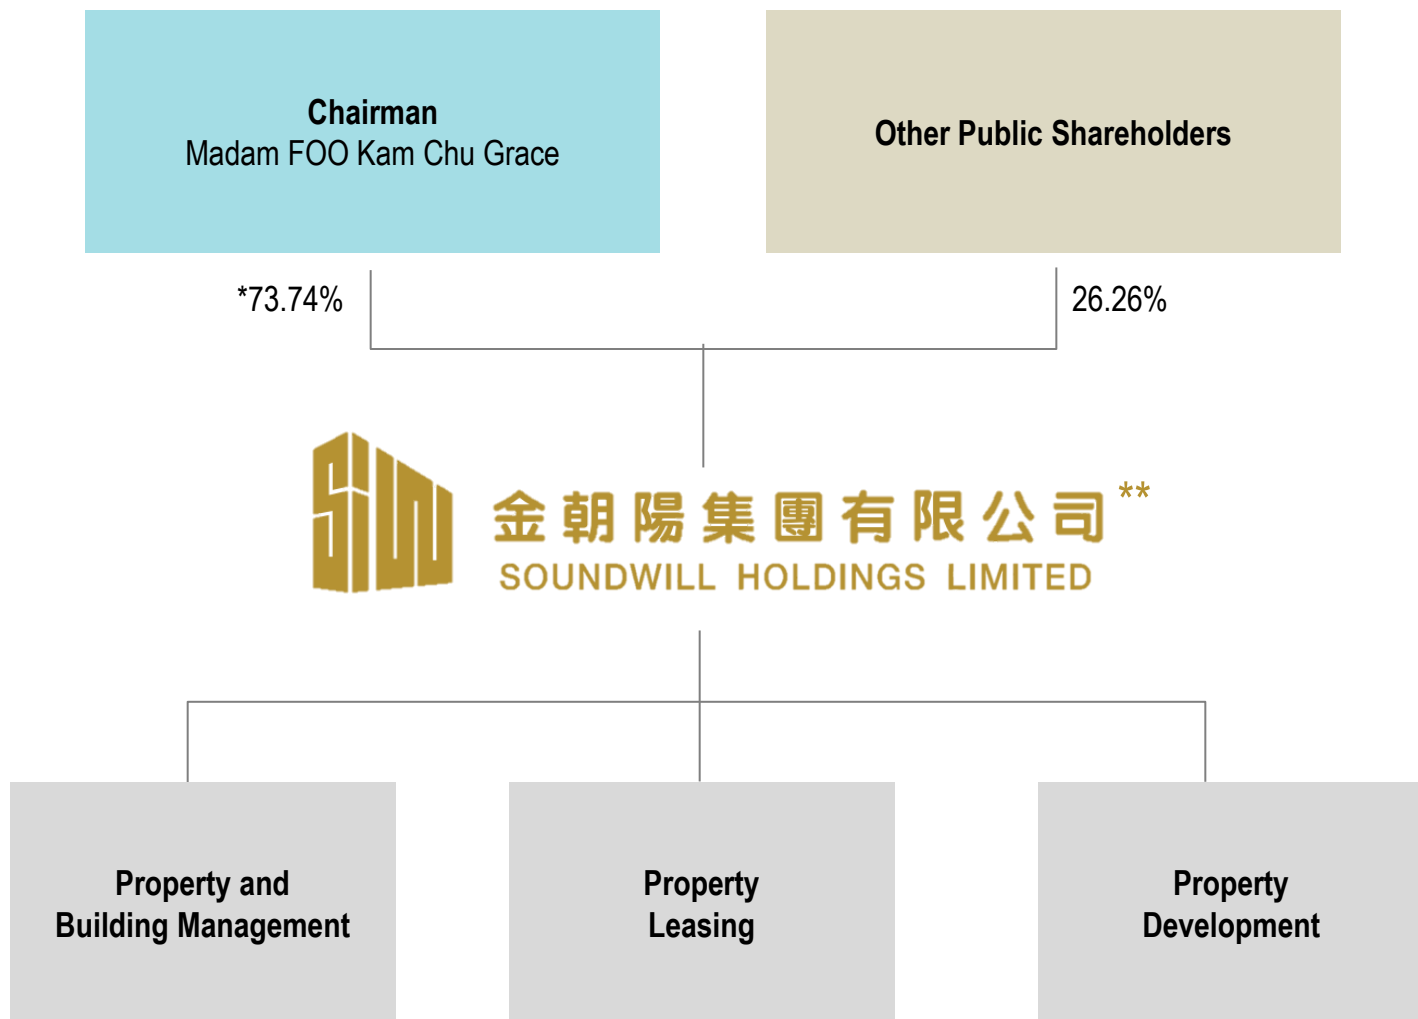 Chairman
Madam FOO Kam Chu Grace
Other Public Shareholders
*73.74%
26.26%
金朝陽集團有限公司**
SOUNDWILL HOLDINGS LIMITED
Property and
Building Management
Property
Leasing
Property
Development